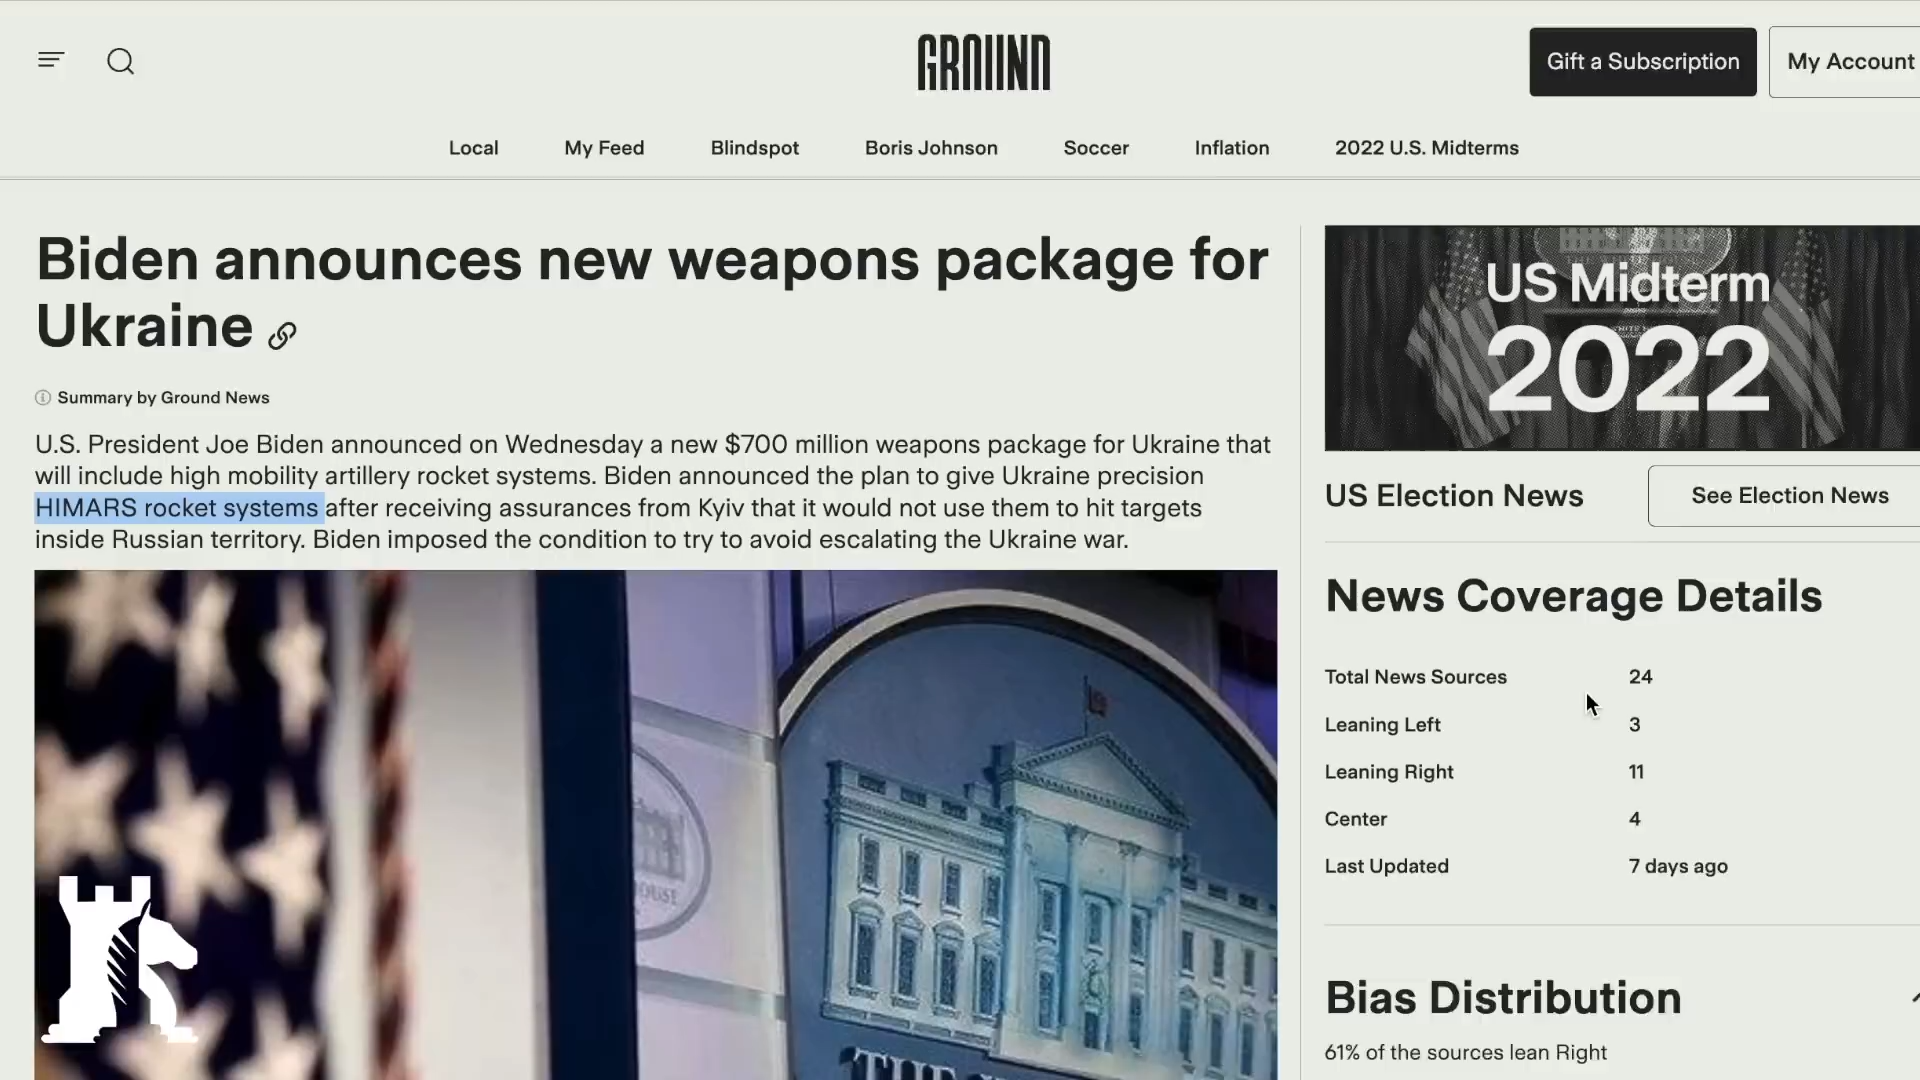 GROUND
Gift a Subscription
My Account
Local
My Feed
Blindspot
Boris Johnson
Soccer
Inflation
2022 U.S. Midterms
Biden announces new weapons package for
Ukraine
Summary by Ground News
U.S. President Joe Biden announced on Wednesday a new $700 million weapons package for Ukraine that
will include high mobility artillery rocket systems. Biden announced the plan to give Ukraine precision
HIMARS rocket systems after receiving assurances from Kyiv that it would not use them to hit targets
inside Russian territory. Biden imposed the condition to try to avoid escalating the Ukraine war.
OUSE
THE
US Midterm
2022
US Election News
See Election News
News Coverage Details
Total News Sources 24
Leaning Left 3
Leaning Right 11
Center 4
Last Updated 7 days ago
Bias Distribution
61% of the sources lean Right